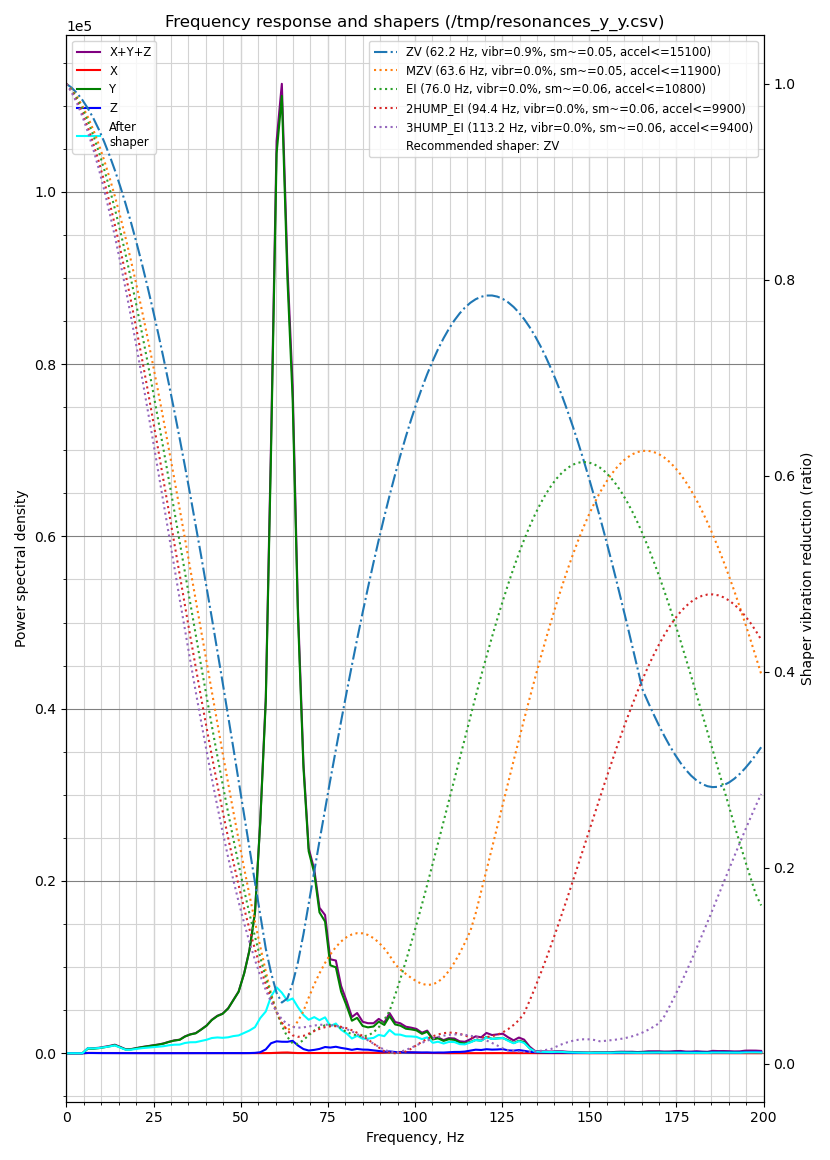 Frequency response and shapers (/tmp/resonances_y_y.csv)
1e5
X+Y+Z
X
Y
Z
After
shaper
ZV (62.2 Hz, vibr=0.9%, sm~=0.05, accel<=15100)
MZV (63.6 Hz, vibr=0.0%, sm~=0.05, accel<=11900)
EI (76.0 Hz, vibr=0.0%, sm~=0.06, accel<=10800)
2HUMP_EI (94.4 Hz, vibr=0.0%, sm~=0.06, accel<=9900)
3HUMP_EI (113.2 Hz, vibr=0.0%, sm~=0.06, accel<=9400)
Recommended shaper: ZV
Power spectral density
1.0
0.8
0.6
0.4
0.2
0.0
1.0
0.8
0.6
0.4
0.2
0.0
Shaper vibration reduction (ratio)
0 25 50 75 100 125 150 175 200
Frequency, Hz